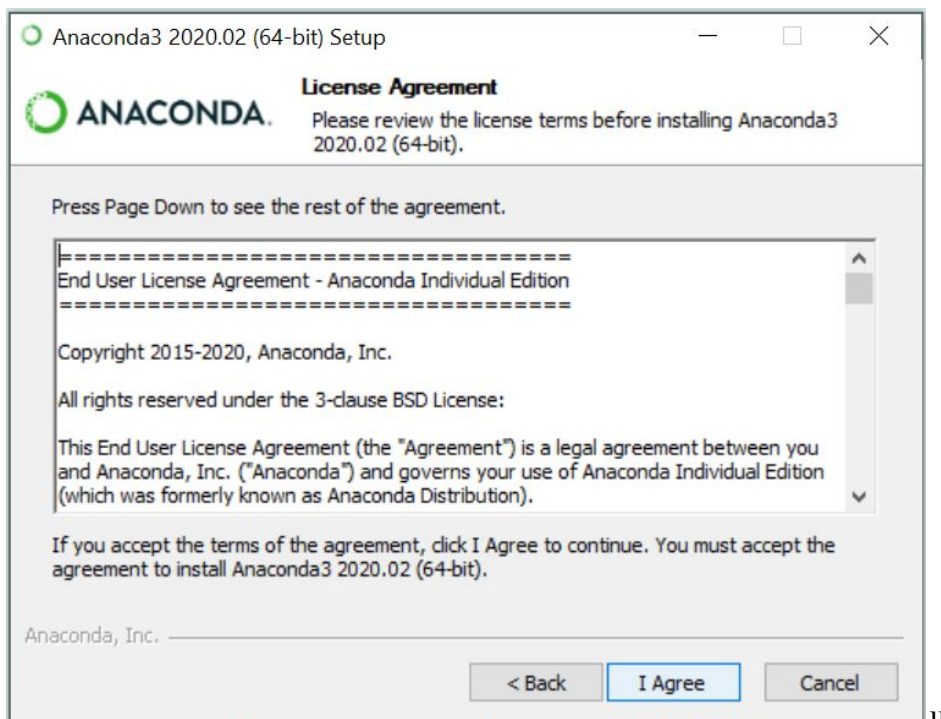 Anaconda3 2020.02 (64-bit) Setup
ANACONDA.
License Agreement
Please review the license terms before installing Anaconda3
2020.02 (64-bit).
Press Page Down to see the rest of the agreement.
===================================
End User License Agreement - Anaconda Individual Edition
===================================
Copyright 2015-2020, Anaconda, Inc.
All rights reserved under the 3-clause BSD License:
This End User License Agreement (the "Agreement") is a legal agreement between you
and Anaconda, Inc. ("Anaconda") and governs your use of Anaconda Individual Edition
(which was formerly known as Anaconda Distribution).
If you accept the terms of the agreement, click I Agree to continue. You must accept the
agreement to install Anaconda3 2020.02 (64-bit).
Anaconda, Inc.
< Back I Agree Cancel